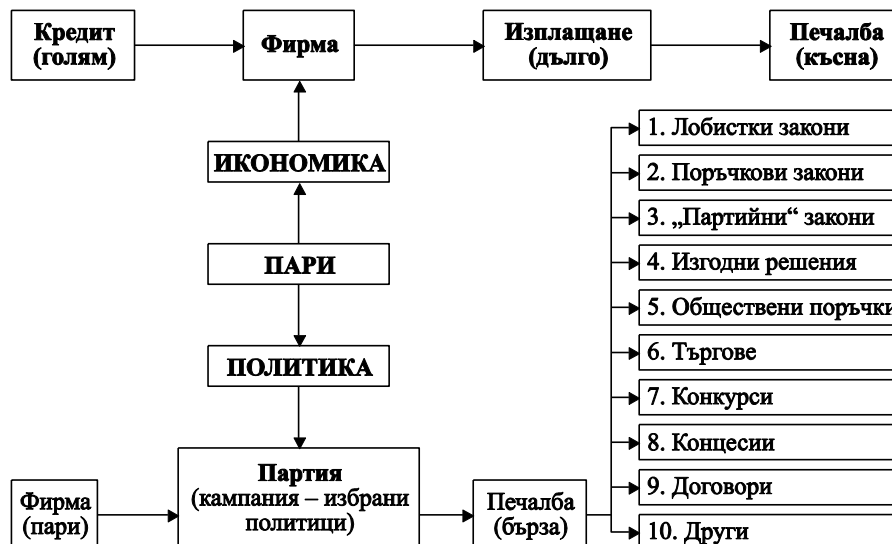 Кредит
(голям)
Фирма
Изплащане
(дълго)
Печалба
(късна)
ИКОНОМИКА
ПАРИ
ПОЛИТИКА
Фирма
(пари)
Партия
(кампания – избрани
политици)
Печалба
(бърза)
1. Лобистки закони
2. Поръчкови закони
3. „Партийни“ закони
4. Изгодни решения
5. Обществени поръчки
6. Търгове
7. Конкурси
8. Концесии
9. Договори
10. Други